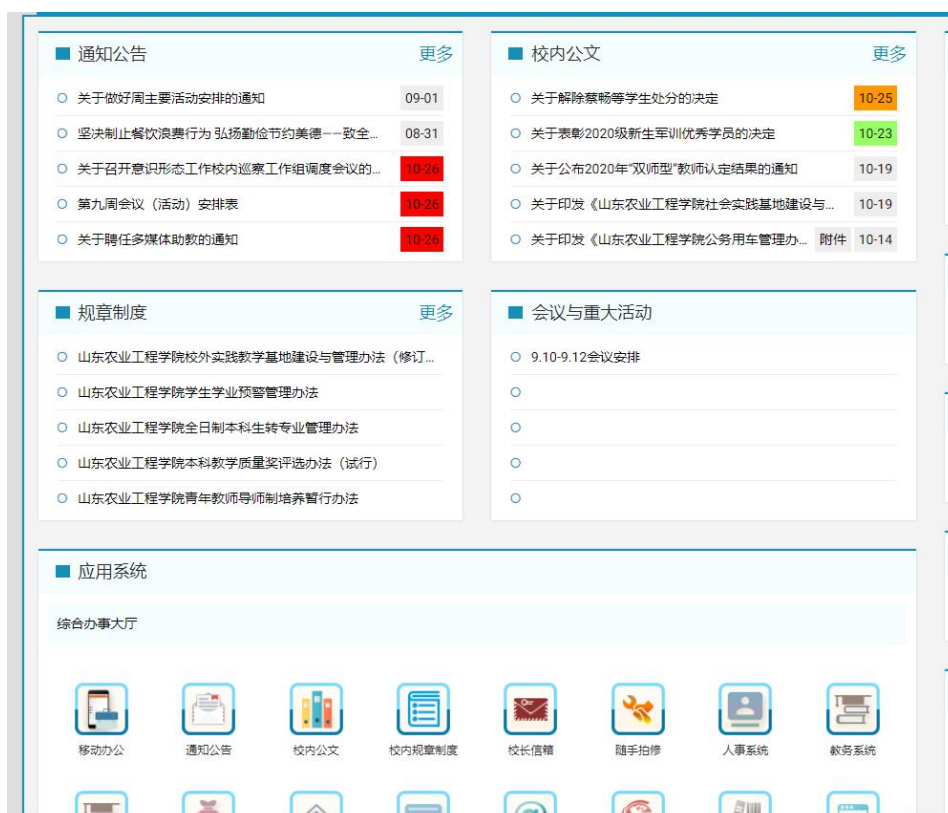 通知公告 更多
关于做好周主要活动安排的通知 09-01
坚决制止餐饮浪费行为 弘扬勤俭节约美德——致全... 08-31
关于召开意识形态工作校内巡察工作组调度会议的... 10-26
第九周会议（活动）安排表 10-26
关于聘任多媒体助教的通知 10-26
校内公文 更多
关于解除蔡畅等学生处分的决定 10-25
关于表彰2020级新生军训优秀学员的决定 10-23
关于公布2020年“双师型”教师认定结果的通知 10-19
关于印发《山东农业工程学院社会实践基地建设与... 10-19
关于印发《山东农业工程学院公务用车管理办... 附件 10-14
规章制度 更多
山东农业工程学院校外实践教学基地建设与管理办法（修订...
山东农业工程学院学生学业预警管理办法
山东农业工程学院全日制本科生转专业管理办法
山东农业工程学院本科教学质量奖评选办法（试行）
山东农业工程学院青年教师导师制培养暂行办法
会议与重大活动
9.10-9.12会议安排
应用系统
综合办事大厅
移动办公 通知公告 校内公文 校内规章制度 校长信箱 随手拍修 人事系统 教务系统